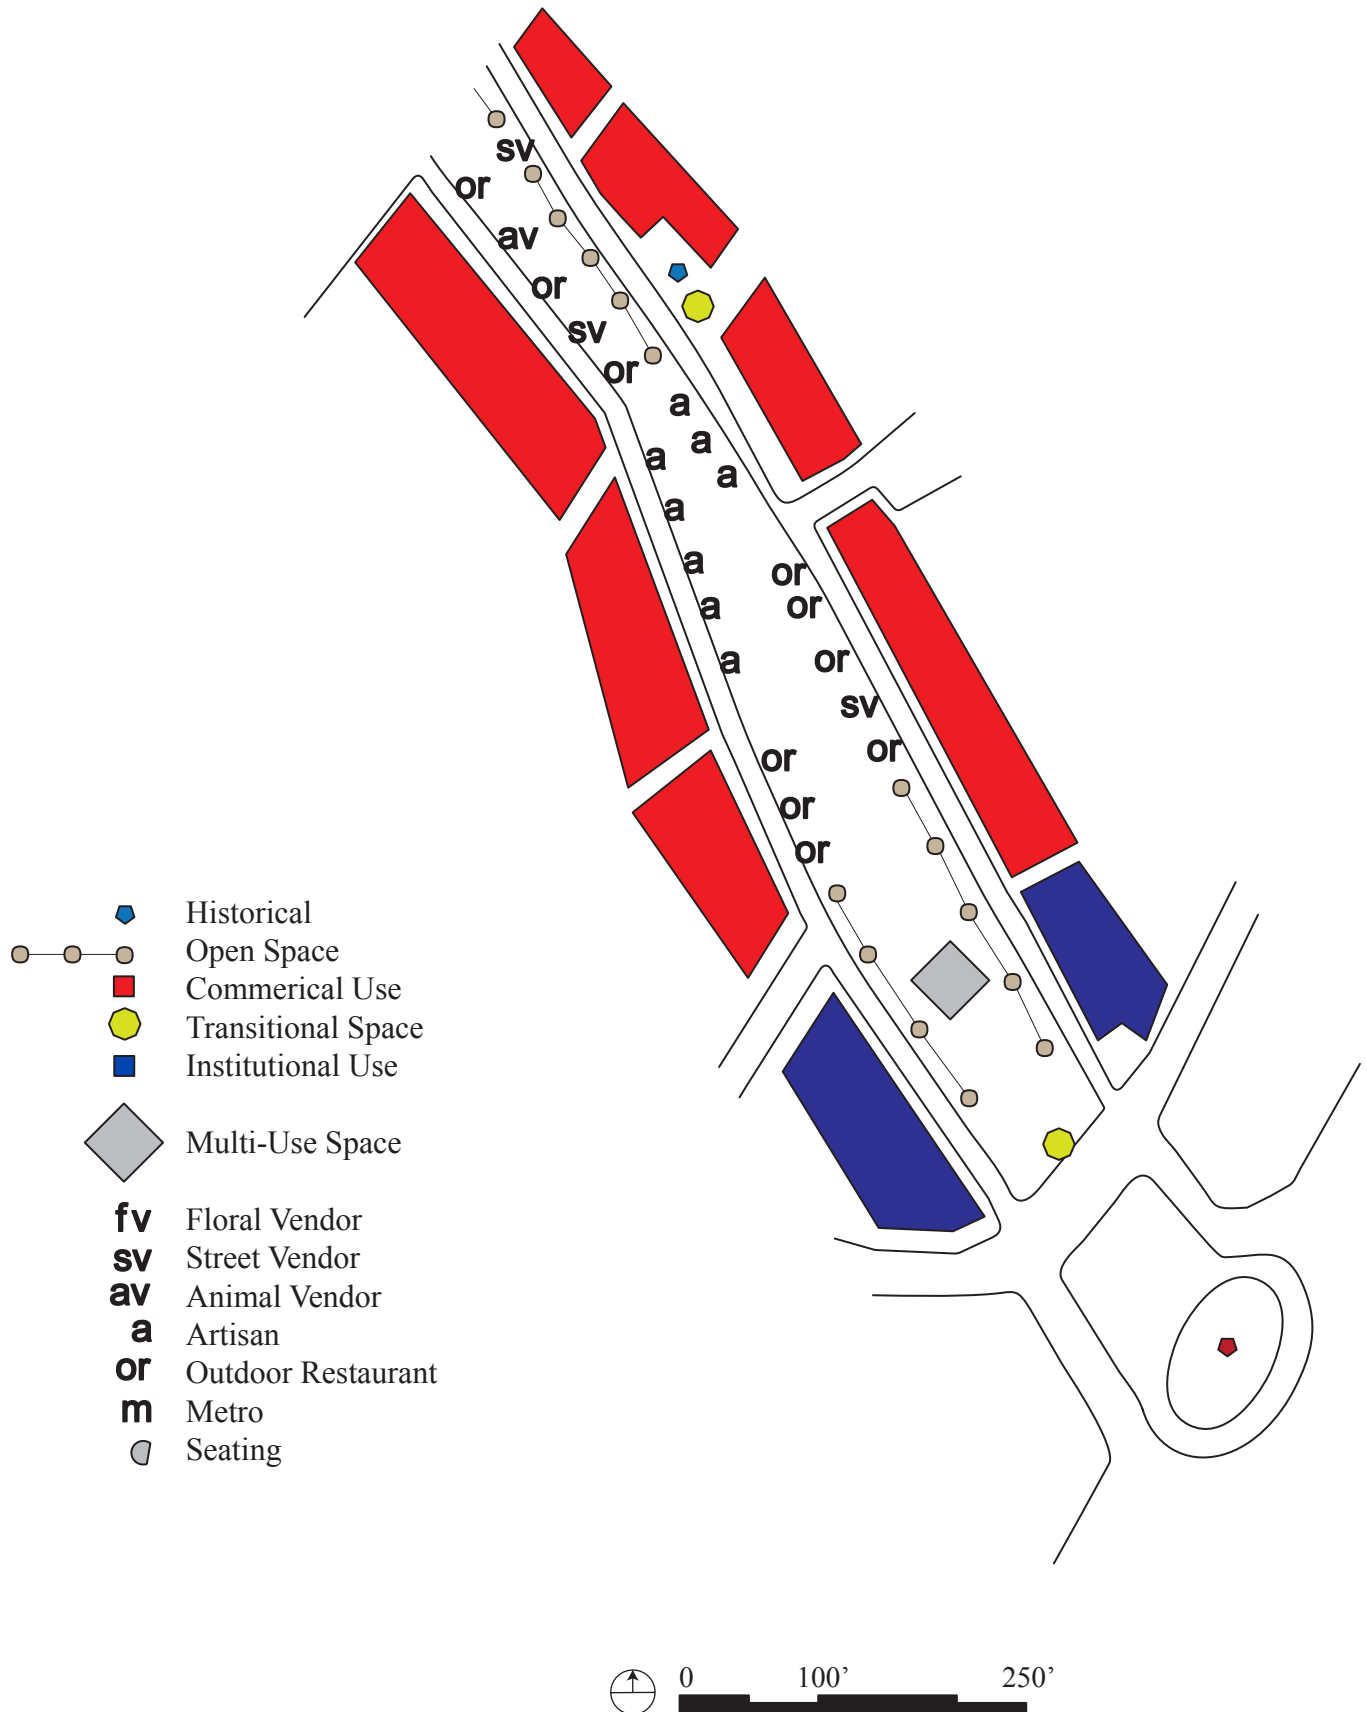 sv
or
av
or
sv
or
a
a
a
a
a
a
a
a
or
or
or
sv
or
or
or
or
Historical
Open Space
Commerical Use
Transitional Space
Institutional Use
Multi-Use Space
fv Floral Vendor
sv Street Vendor
av Animal Vendor
a Artisan
or Outdoor Restaurant
m Metro
Seating
0 100’ 250’